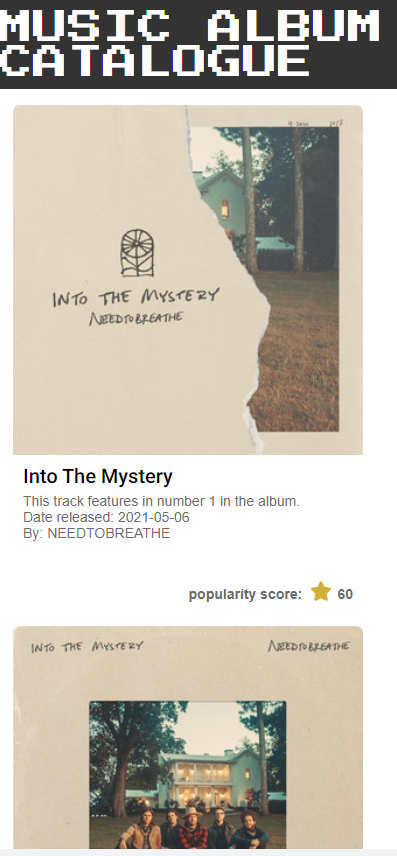 MUSIC ALBUM
CATALOGUE
INTO THE MYSTERY
NEEDTOBREATHE
Into The Mystery
This track features in number 1 in the album.
Date released: 2021-05-06
By: NEEDTOBREATHE
popularity score: 60
INTO THE MYSTERY NEEDTOBREATHE